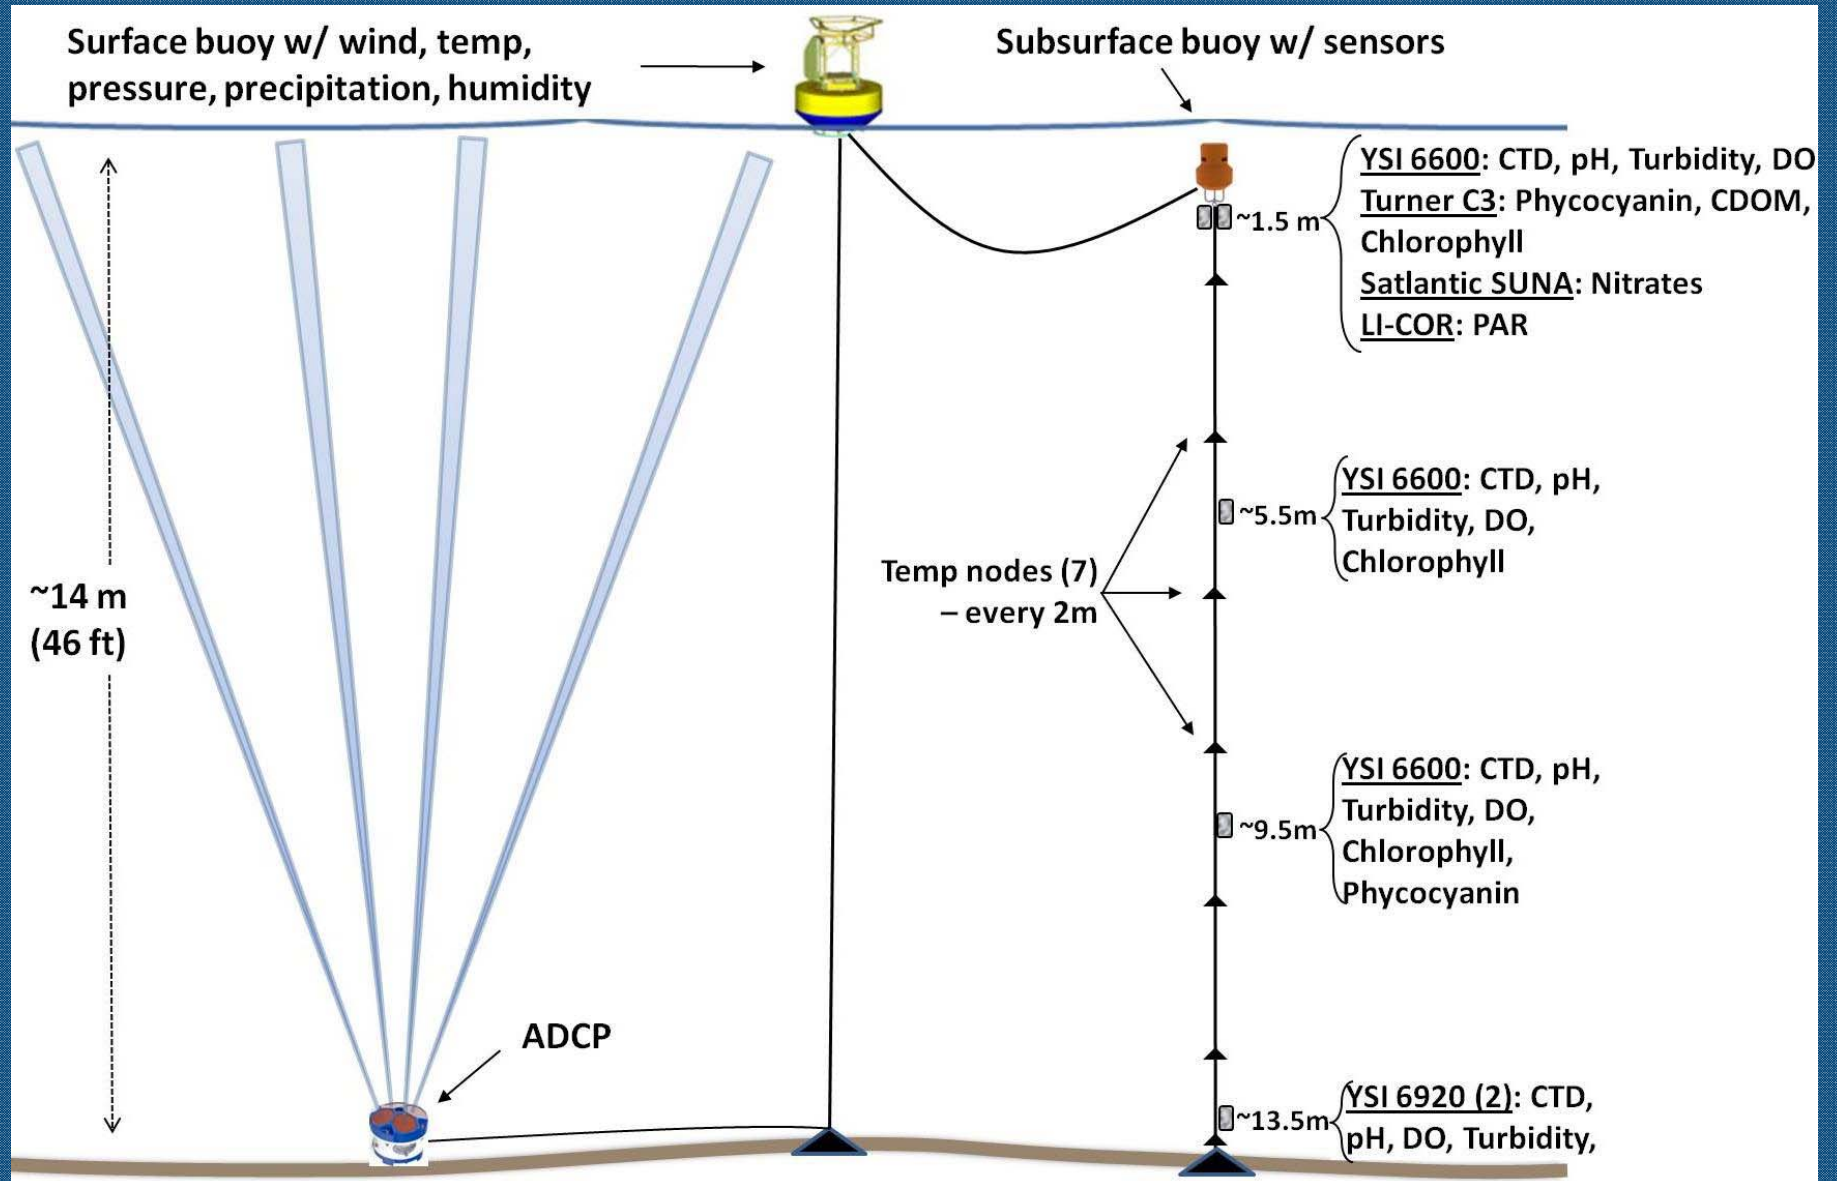 Surface buoy w/ wind, temp,
pressure, precipitation, humidity
Subsurface buoy w/ sensors
~1.5 m
YSI 6600: CTD, pH, Turbidity, DO
Turner C3: Phycocyanin, CDOM,
Chlorophyll
Satlantic SUNA: Nitrates
LI-COR: PAR
~5.5m
YSI 6600: CTD, pH,
Turbidity, DO,
Chlorophyll
Temp nodes (7)
– every 2m
~14 m
(46 ft)
~9.5m
YSI 6600: CTD, pH,
Turbidity, DO,
Chlorophyll,
Phycocyanin
ADCP
~13.5m
YSI 6920 (2): CTD,
pH, DO, Turbidity,